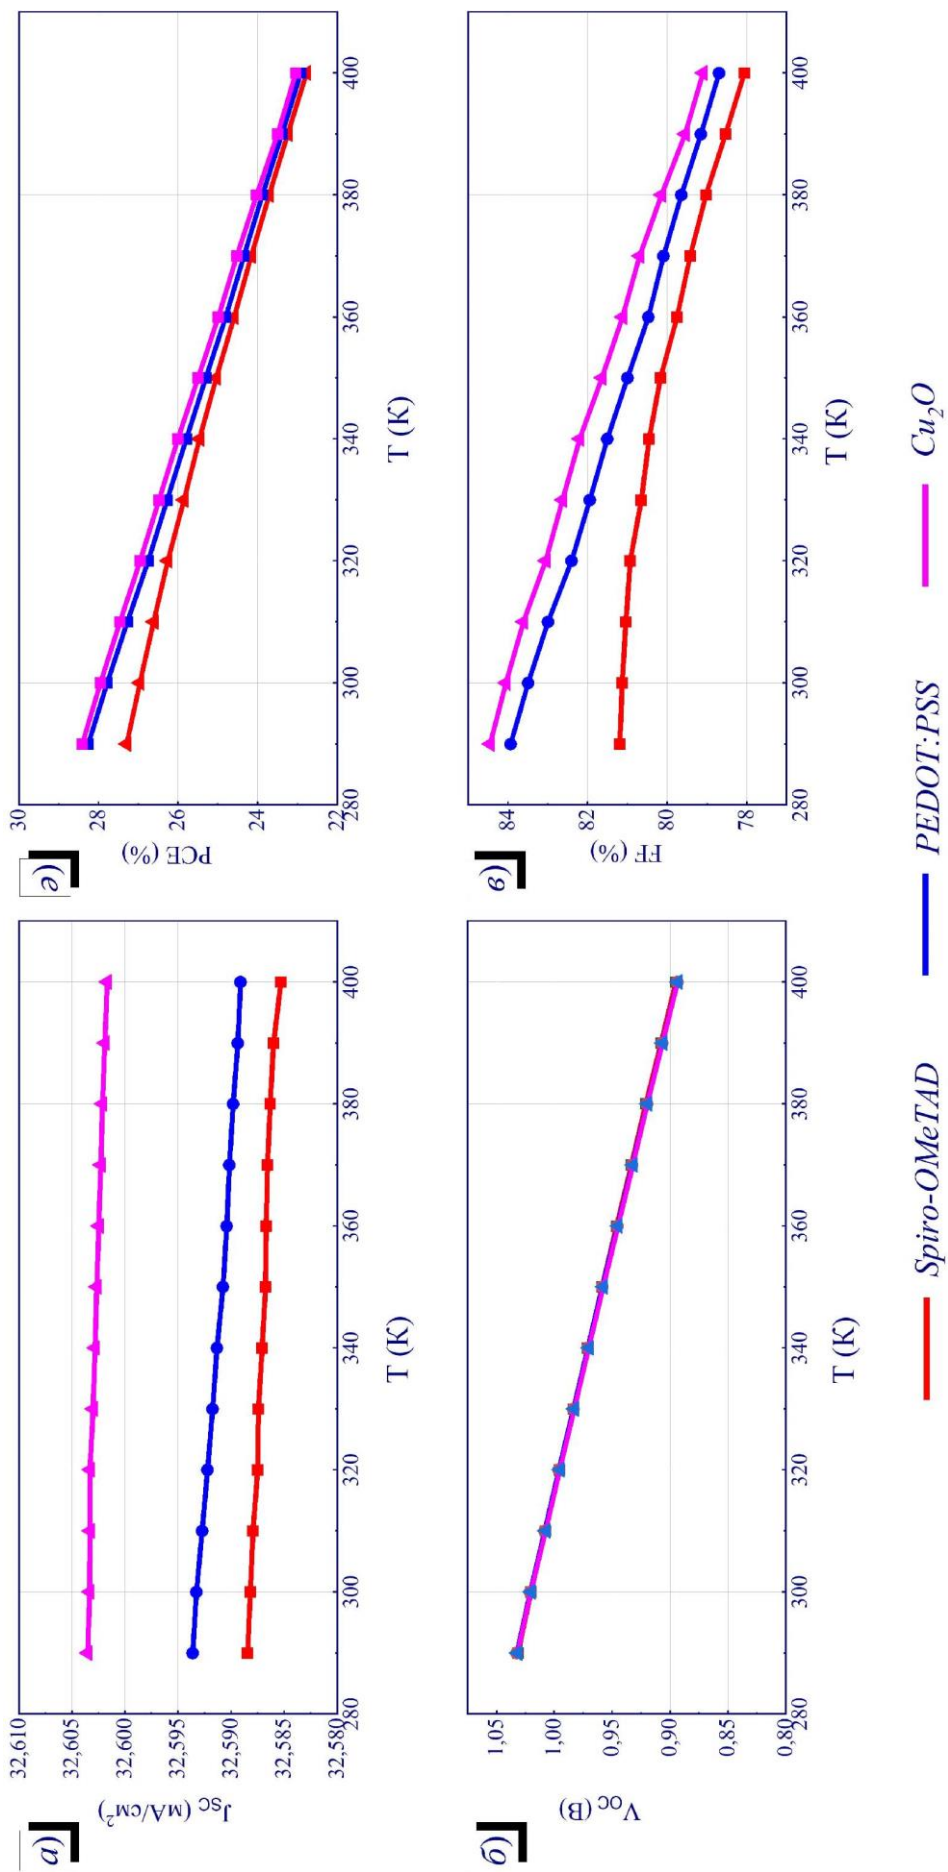 а)
32,610
32,605
32,600
32,595
32,590
32,585
32,580
J_SC (мА/см²)
280 300 320 340 360 380 400
T (K)
30
28
26
24
22
PCE (%)
280 300 320 340 360 380 400
T (K)
б)
1,05
1,00
0,95
0,90
0,85
0,80
V_OC (В)
280 300 320 340 360 380 400
T (K)
в)
84
82
80
78
FF (%)
280 300 320 340 360 380 400
T (K)
Spiro-OMeTAD PEDOT:PSS Cu₂O